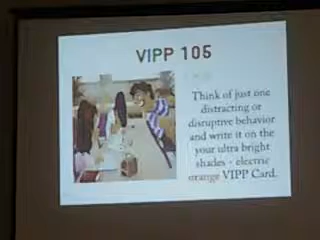 VIPP 105
Think of just one
distracting or
disruptive behavior
and write it on the
your ultra bright
shades - electric
orange VIPP Card.